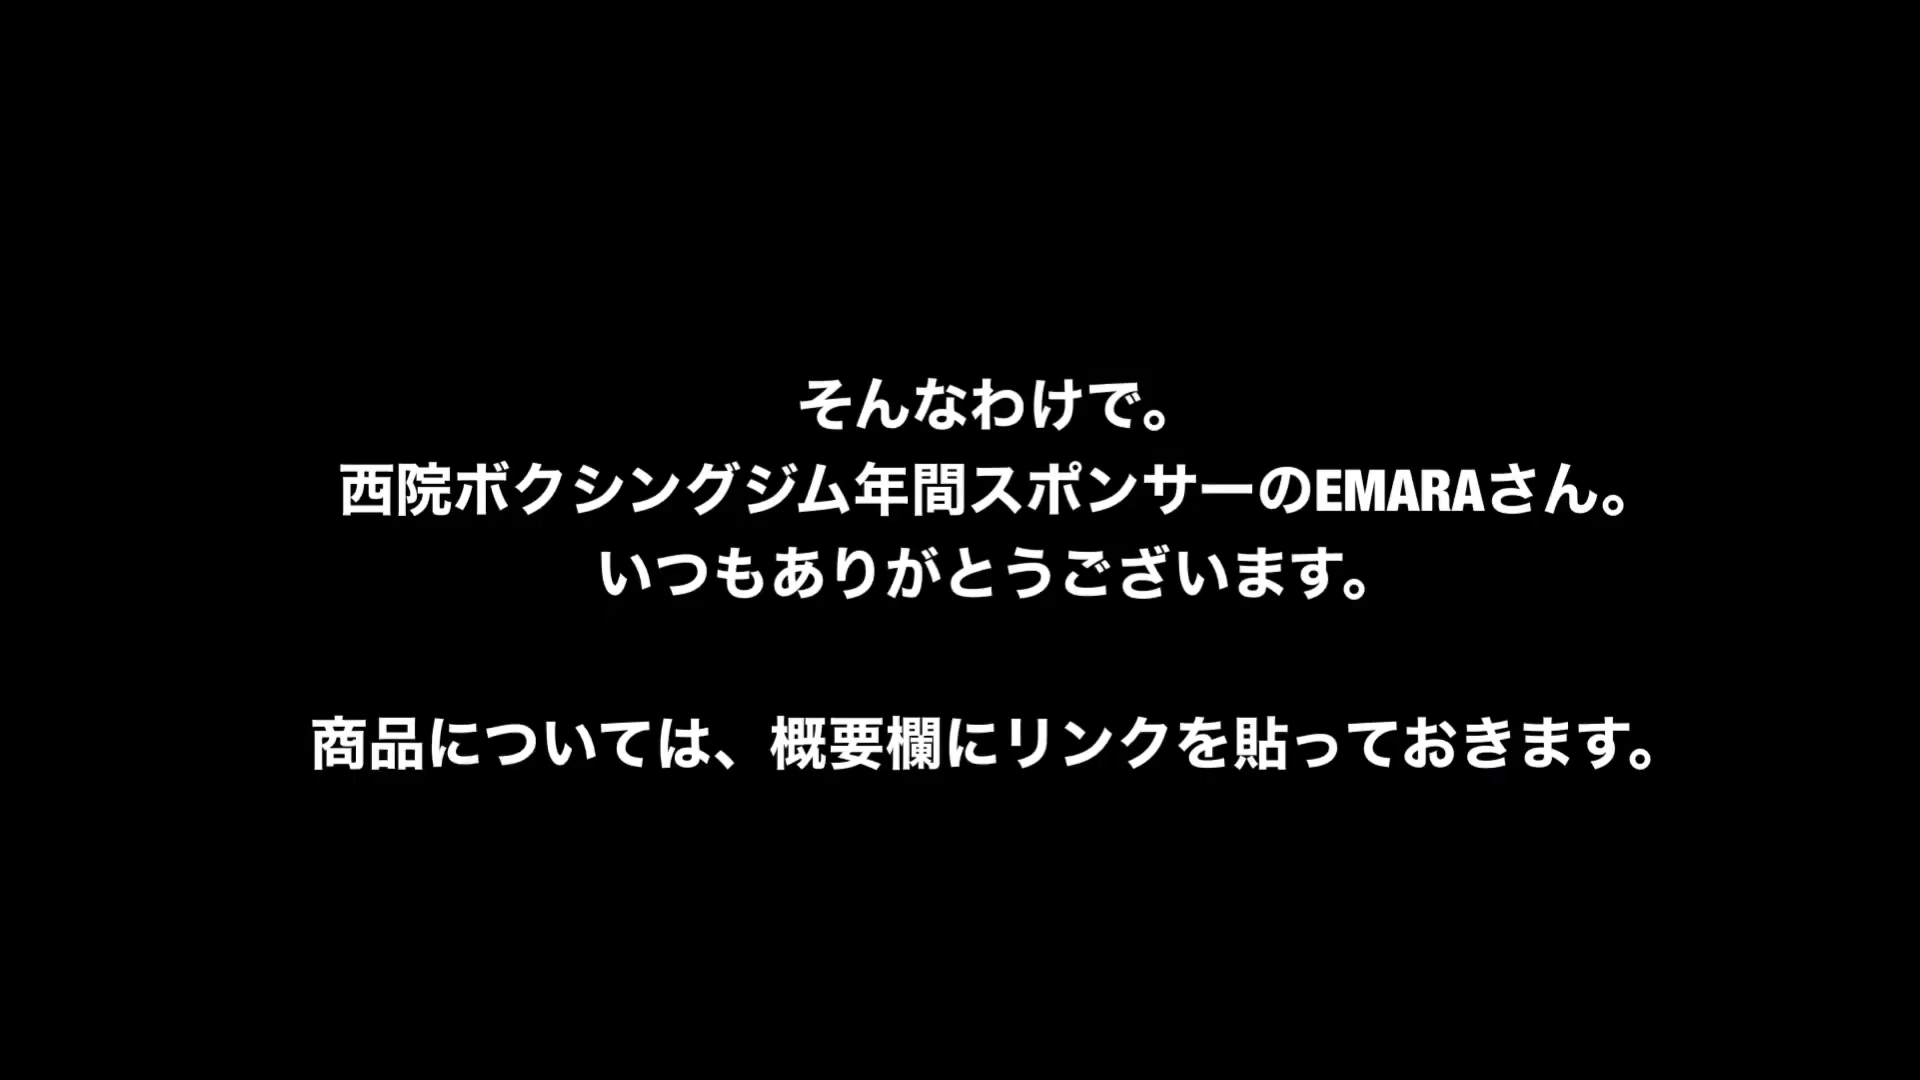 そんなわけで。
西院ボクシングジム年間スポンサーのEMARAさん。
いつもありがとうございます。
商品については、概要欄にリンクを貼っておきます。